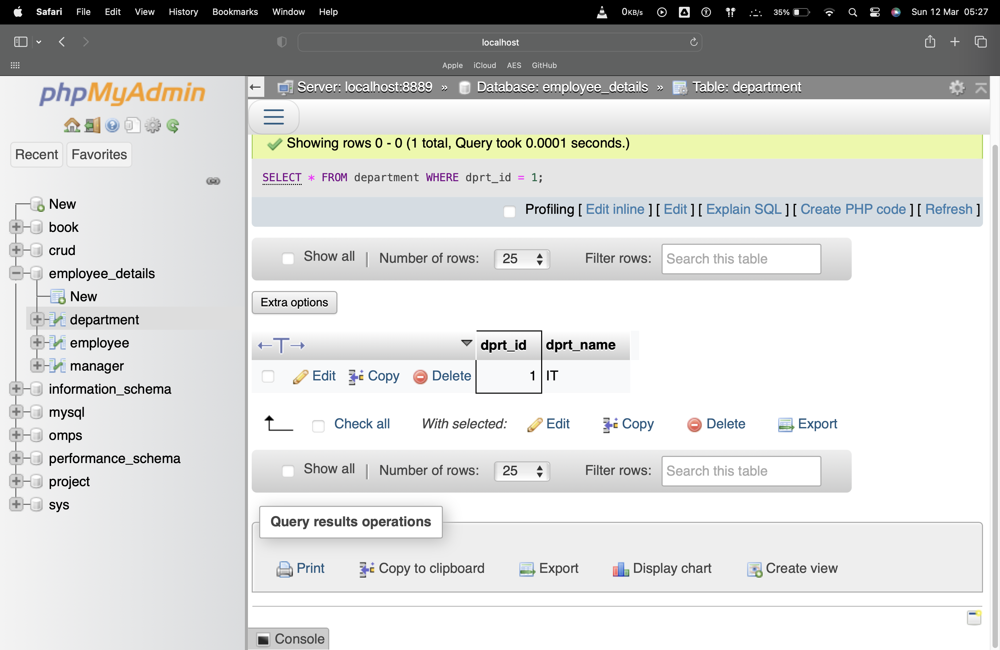 Safari File Edit View History Bookmarks Window Help 0KB/s 35% Sun 12 Mar 05:27
localhost
Apple iCloud AES GitHub
phpMyAdmin
Recent Favorites
New
book
crud
employee_details
New
department
employee
manager
information_schema
mysql
omps
performance_schema
project
sys
Server: localhost:8889 » Database: employee_details » Table: department
Showing rows 0 - 0 (1 total, Query took 0.0001 seconds.)
SELECT * FROM department WHERE dprt_id = 1;
Profiling [ Edit inline ] [ Edit ] [ Explain SQL ] [ Create PHP code ] [ Refresh ]
Show all | Number of rows: 25 Filter rows: Search this table
Extra options
←T→ dprt_id dprt_name
Edit Copy Delete 1 IT
Check all With selected: Edit Copy Delete Export
Show all | Number of rows: 25 Filter rows: Search this table
Query results operations
Print Copy to clipboard Export Display chart Create view
Console